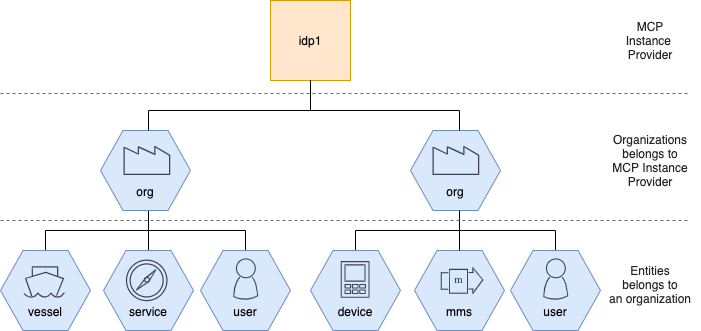 idp1
MCP
Instance
Provider
org
org
Organizations
belongs to
MCP Instance
Provider
vessel
service
user
device
m
mms
user
Entities
belongs to
an organization